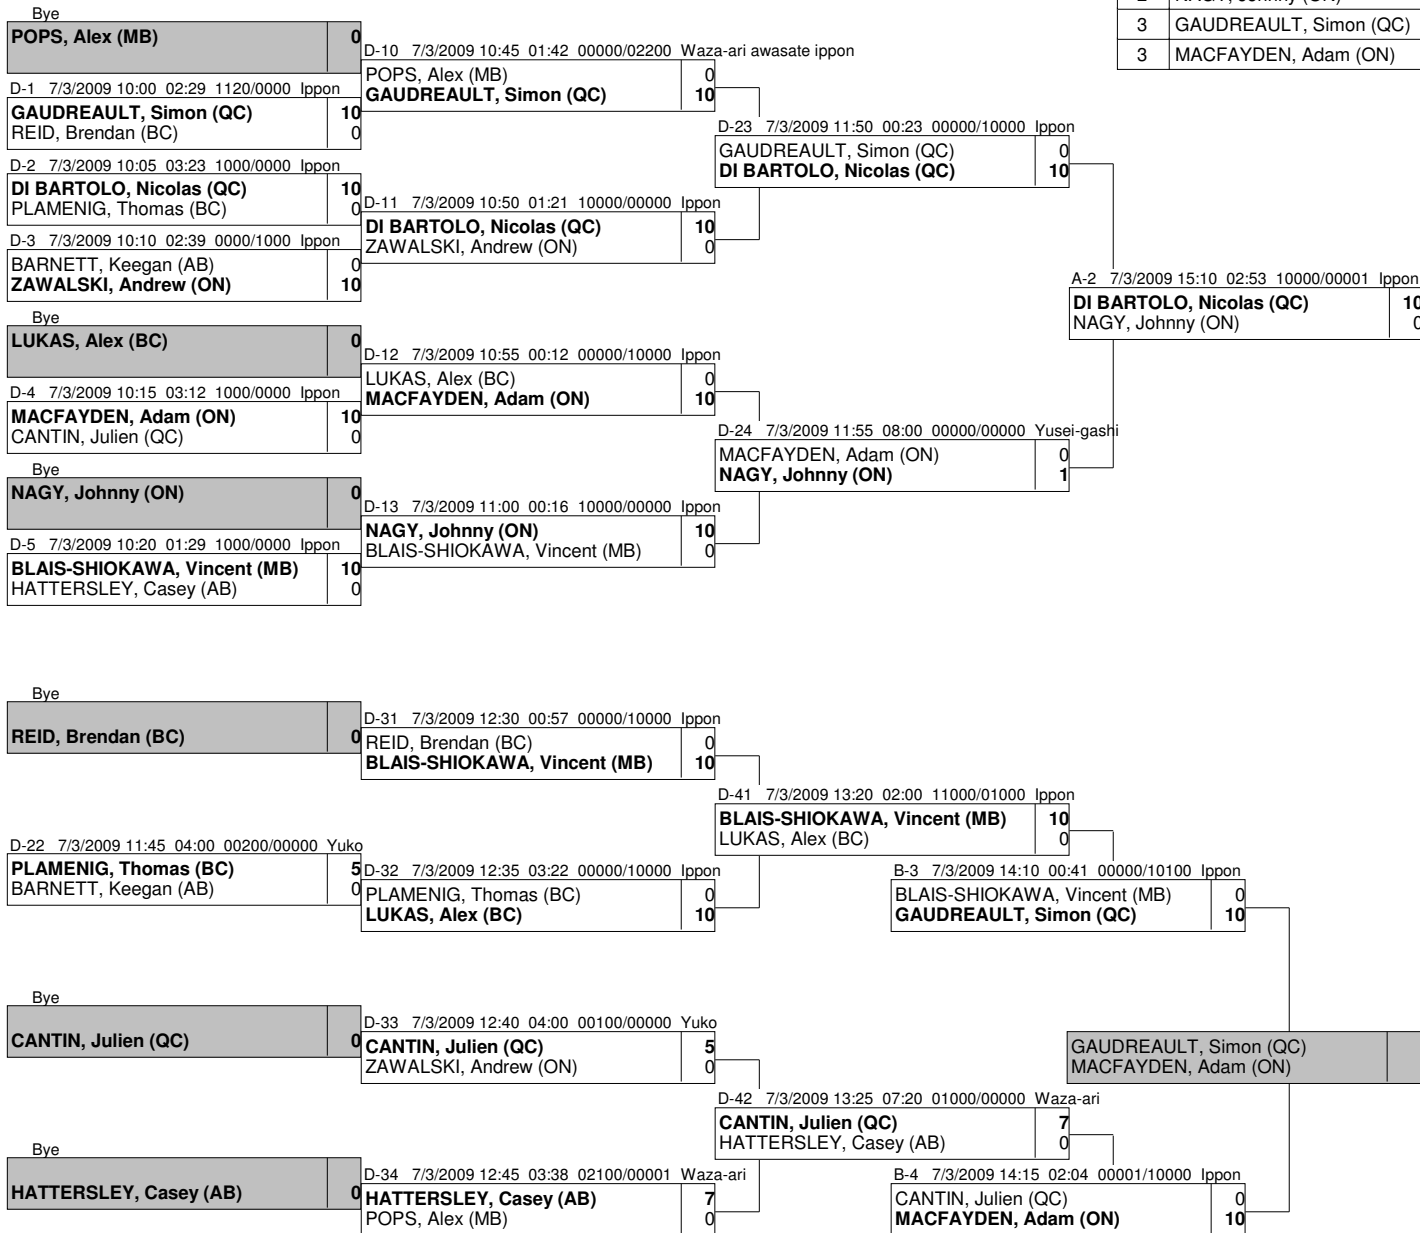 2 NAGY, Johnny (ON)
3 GAUDREAULT, Simon (QC)
3 MACFAYDEN, Adam (ON)
Bye
POPS, Alex (MB) 0
D-1 7/3/2009 10:00 02:29 1120/0000 Ippon
GAUDREAULT, Simon (QC) 10
REID, Brendan (BC) 0
D-2 7/3/2009 10:05 03:23 1000/0000 Ippon
DI BARTOLO, Nicolas (QC) 10
PLAMENIG, Thomas (BC) 0
D-3 7/3/2009 10:10 02:39 0000/1000 Ippon
BARNETT, Keegan (AB) 0
ZAWALSKI, Andrew (ON) 10
Bye
LUKAS, Alex (BC) 0
D-4 7/3/2009 10:15 03:12 1000/0000 Ippon
MACFAYDEN, Adam (ON) 10
CANTIN, Julien (QC) 0
Bye
NAGY, Johnny (ON) 0
D-5 7/3/2009 10:20 01:29 1000/0000 Ippon
BLAIS-SHIOKAWA, Vincent (MB) 10
HATTERSLEY, Casey (AB) 0
D-10 7/3/2009 10:45 01:42 00000/02200 Waza-ari awasate ippon
POPS, Alex (MB) 0
GAUDREAULT, Simon (QC) 10
D-11 7/3/2009 10:50 01:21 10000/00000 Ippon
DI BARTOLO, Nicolas (QC) 10
ZAWALSKI, Andrew (ON) 0
D-12 7/3/2009 10:55 00:12 00000/10000 Ippon
LUKAS, Alex (BC) 0
MACFAYDEN, Adam (ON) 10
D-13 7/3/2009 11:00 00:16 10000/00000 Ippon
NAGY, Johnny (ON) 10
BLAIS-SHIOKAWA, Vincent (MB) 0
D-23 7/3/2009 11:50 00:23 00000/10000 Ippon
GAUDREAULT, Simon (QC) 0
DI BARTOLO, Nicolas (QC) 10
D-24 7/3/2009 11:55 08:00 00000/00000 Yusei-gashi
MACFAYDEN, Adam (ON) 0
NAGY, Johnny (ON) 1
A-2 7/3/2009 15:10 02:53 10000/00001 Ippon
DI BARTOLO, Nicolas (QC) 10
NAGY, Johnny (ON) 0
Bye
REID, Brendan (BC) 0
D-22 7/3/2009 11:45 04:00 00200/00000 Yuko
PLAMENIG, Thomas (BC) 5
BARNETT, Keegan (AB) 0
Bye
CANTIN, Julien (QC) 0
Bye
HATTERSLEY, Casey (AB) 0
D-31 7/3/2009 12:30 00:57 00000/10000 Ippon
REID, Brendan (BC) 0
BLAIS-SHIOKAWA, Vincent (MB) 10
D-32 7/3/2009 12:35 03:22 00000/10000 Ippon
PLAMENIG, Thomas (BC) 0
LUKAS, Alex (BC) 10
D-33 7/3/2009 12:40 04:00 00100/00000 Yuko
CANTIN, Julien (QC) 5
ZAWALSKI, Andrew (ON) 0
D-34 7/3/2009 12:45 03:38 02100/00001 Waza-ari
HATTERSLEY, Casey (AB) 7
POPS, Alex (MB) 0
D-41 7/3/2009 13:20 02:00 11000/01000 Ippon
BLAIS-SHIOKAWA, Vincent (MB) 10
LUKAS, Alex (BC) 0
D-42 7/3/2009 13:25 07:20 01000/00000 Waza-ari
CANTIN, Julien (QC) 7
HATTERSLEY, Casey (AB) 0
B-3 7/3/2009 14:10 00:41 00000/10100 Ippon
BLAIS-SHIOKAWA, Vincent (MB) 0
GAUDREAULT, Simon (QC) 10
B-4 7/3/2009 14:15 02:04 00001/10000 Ippon
CANTIN, Julien (QC) 0
MACFAYDEN, Adam (ON) 10
GAUDREAULT, Simon (QC)
MACFAYDEN, Adam (ON)